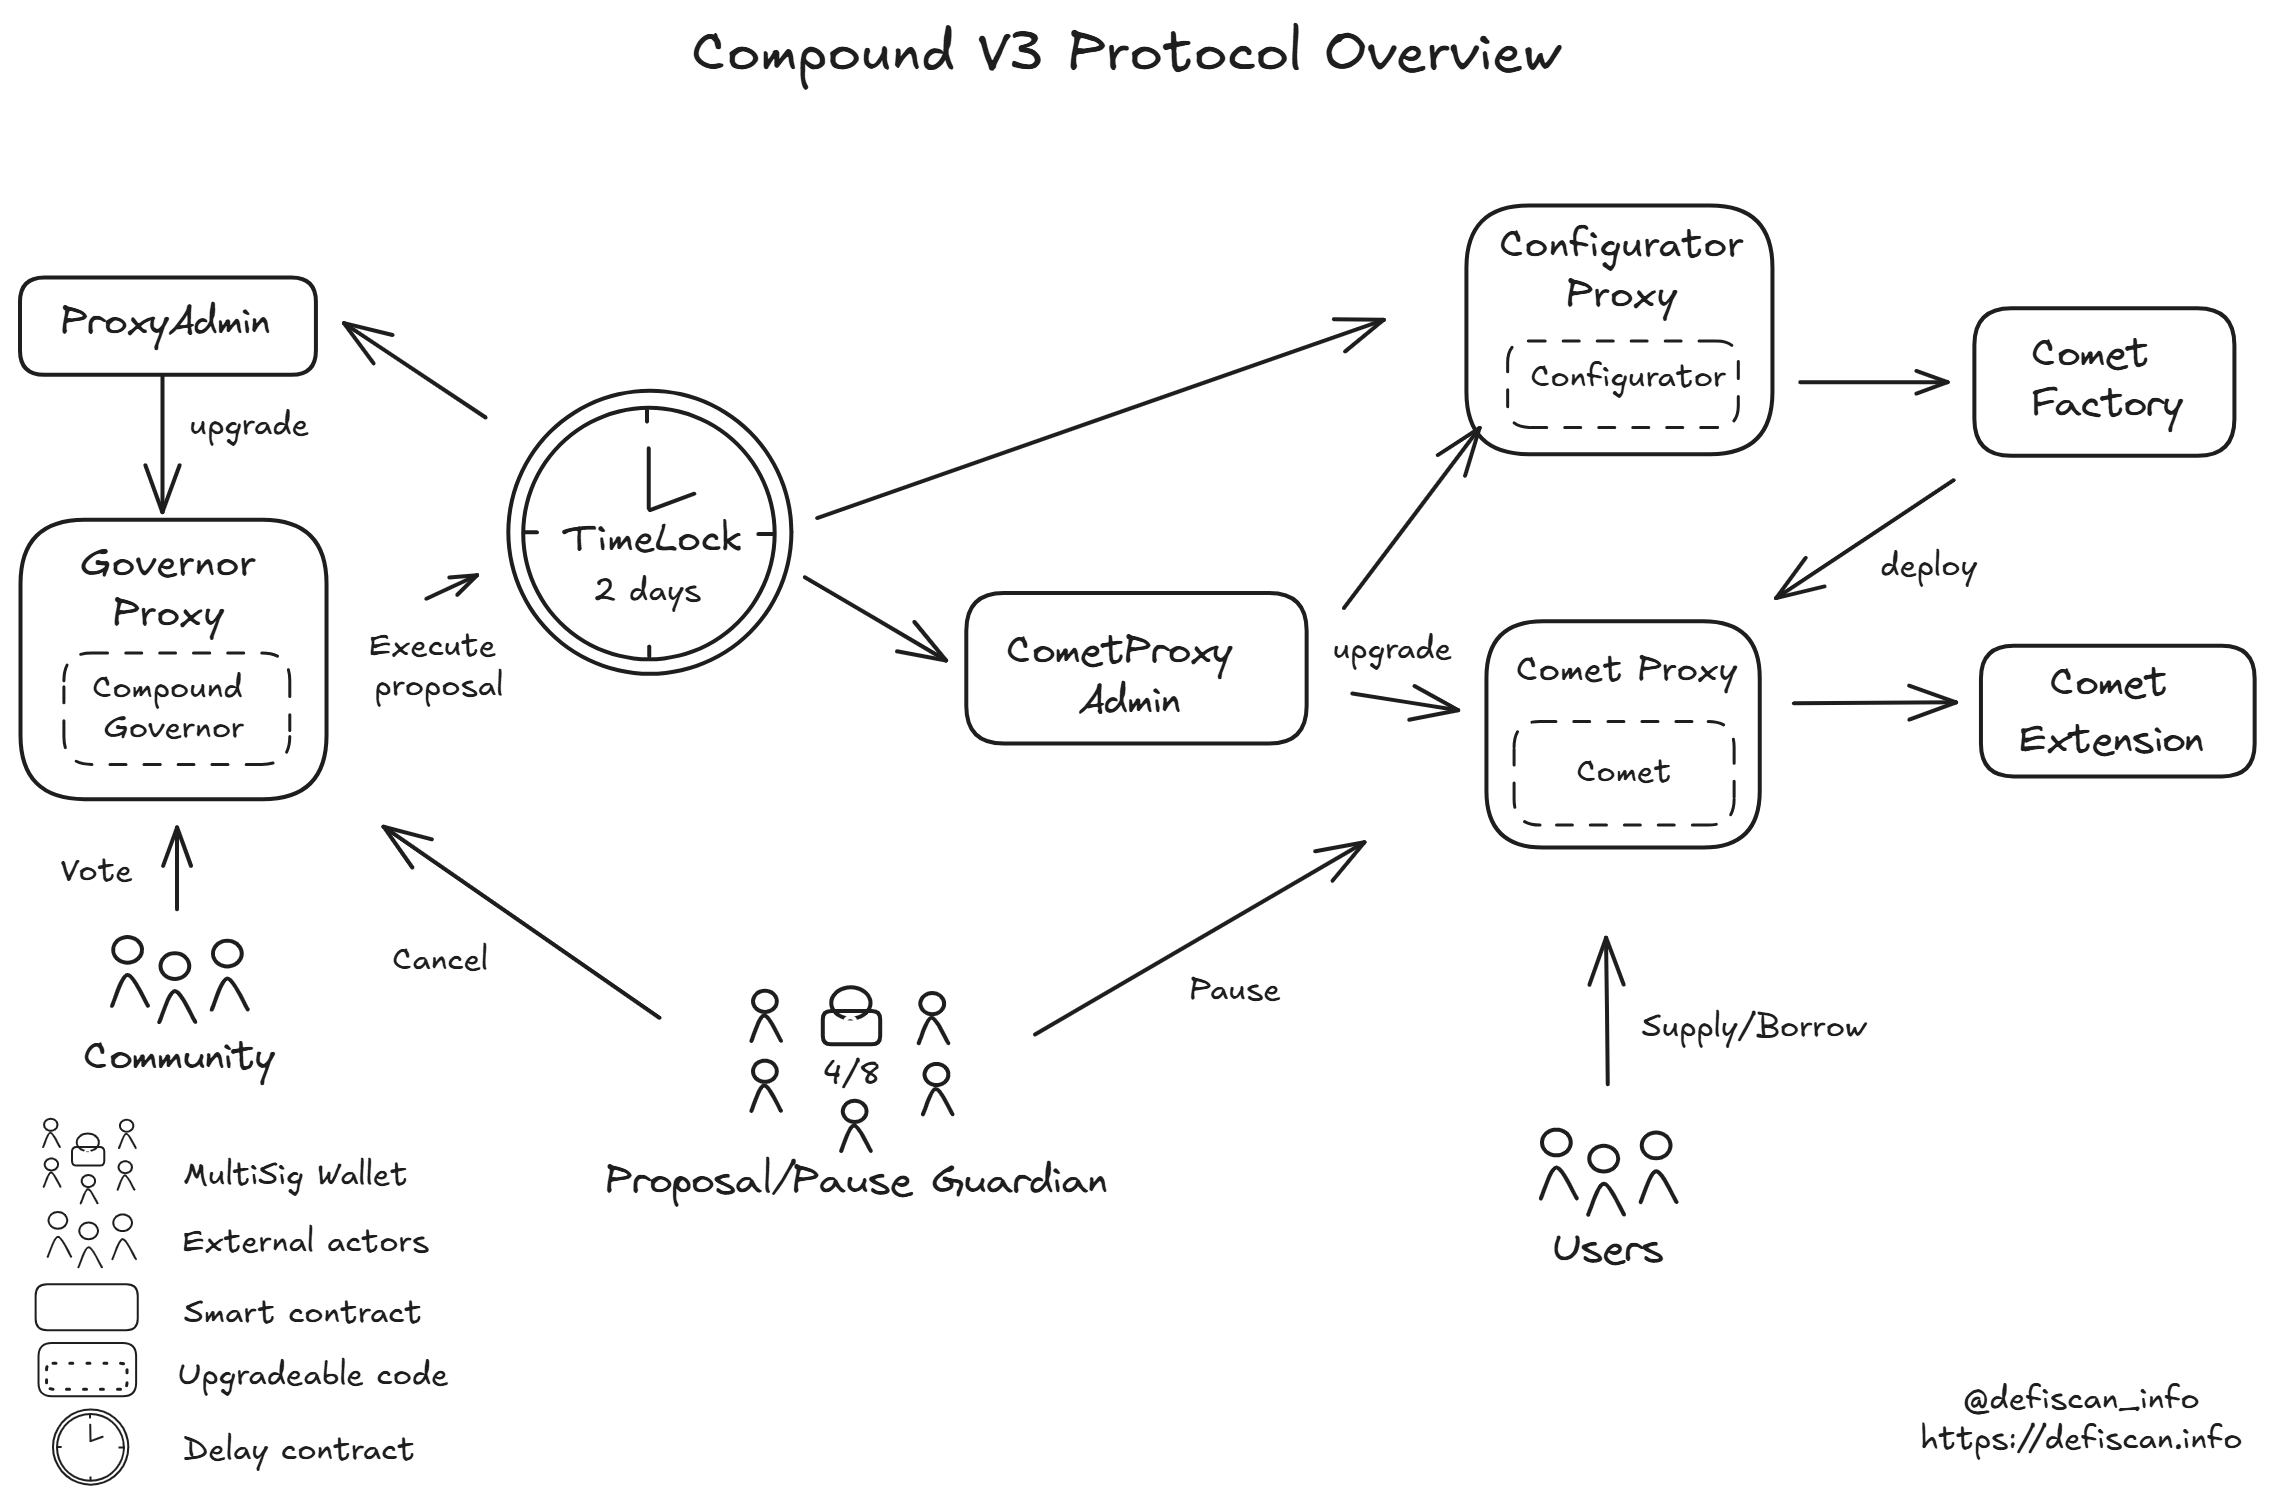 Compound V3 Protocol Overview
ProxyAdmin
upgrade
Governor
Proxy
Compound
Governor
Execute
proposal
TimeLock
2 days
Configurator
Proxy
Configurator
Comet
Factory
deploy
CometProxy
Admin
upgrade
Comet Proxy
Comet
Comet
Extension
Vote
Community
Cancel
4/8
Proposal/Pause Guardian
Pause
Supply/Borrow
Users
MultiSig Wallet
External actors
Smart contract
Upgradeable code
Delay contract
@defiscan_info
https://defiscan.info